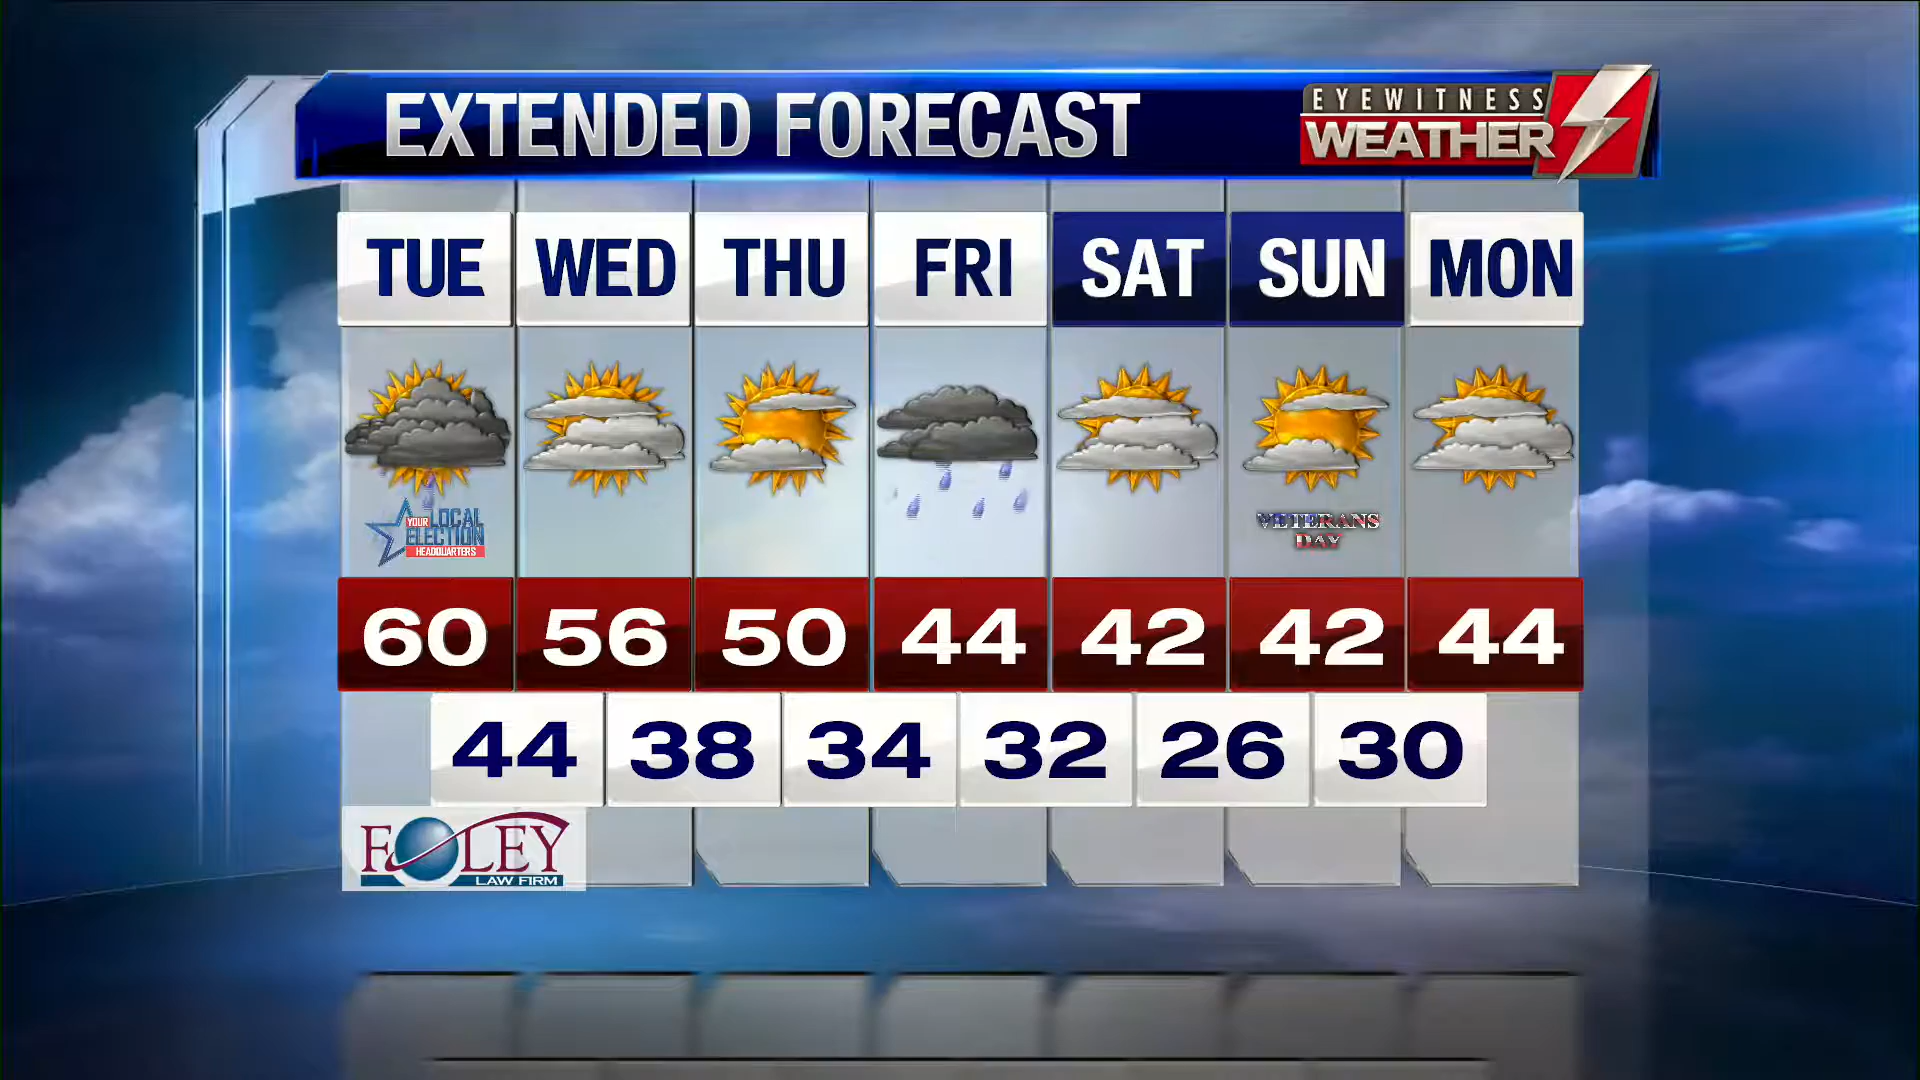 EXTENDED FORECAST
EYEWITNESS
WEATHER
TUE WED THU FRI SAT SUN MON
YOUR LOCAL
ELECTION
HEADQUARTERS
VETERANS
DAY
60 56 50 44 42 42 44
44 38 34 32 26 30
FOLEY
LAW FIRM